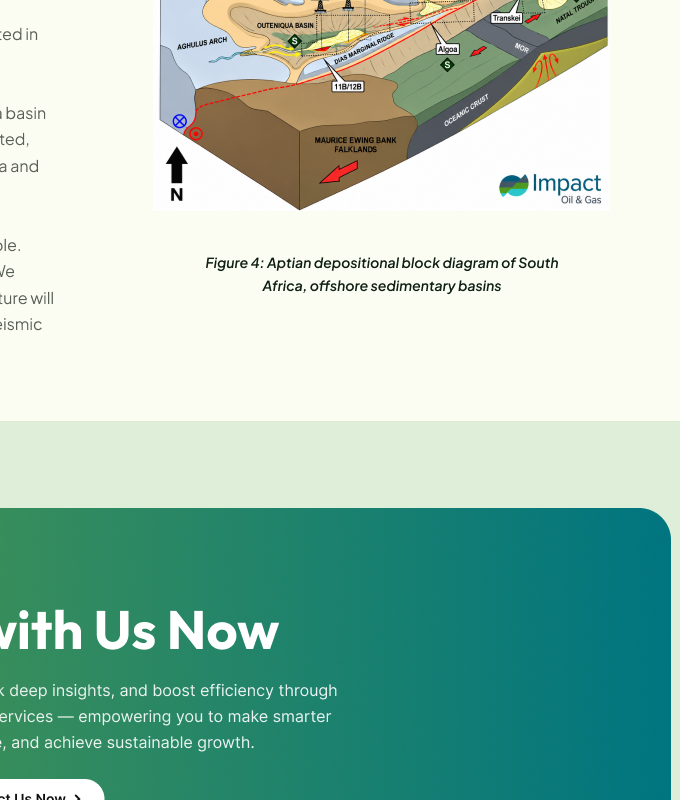 ted in
OUTENIQUA BASIN
Transkei
NATAL TROUGH
AGHULUS ARCH
S
DIAS MARGINAL RIDGE
Algoa
S
MOR
11B/12B
a basin
ted,
OCEANIC CRUST
MAURICE EWING BANK
FALKLANDS
a and
N
Impact
Oil & Gas
ole.
We
ture will
eismic
Figure 4: Aptian depositional block diagram of South
Africa, offshore sedimentary basins
with Us Now
k deep insights, and boost efficiency through
ervices — empowering you to make smarter
e, and achieve sustainable growth.
ct Us Now